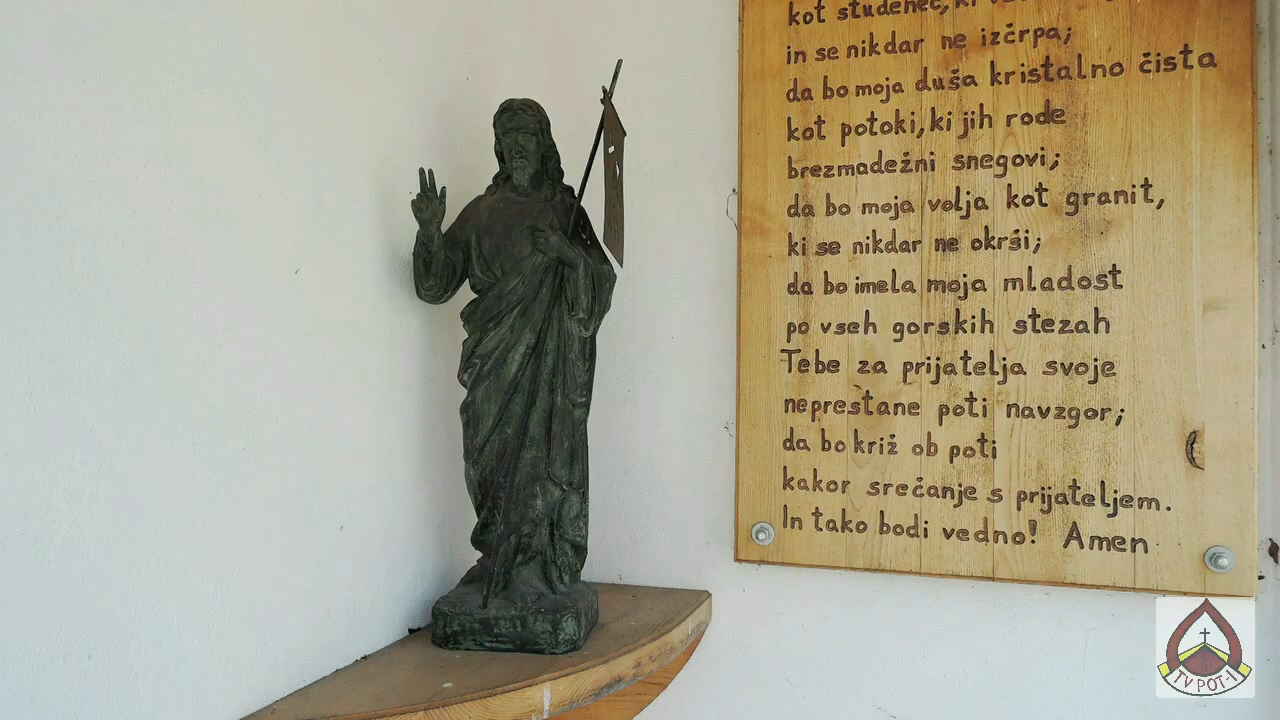 kot studenec, ki
in se nikdar ne izčrpa;
da bo moja duša kristalno čista
kot potoki, ki jih rode
brezmadežni snegovi;
da bo moja volja kot granit,
ki se nikdar ne okrši;
da bo imela moja mladost
po vseh gorskih stezah
Tebe za prijatelja svoje
neprestane poti navzgor;
da bo križ ob poti
kakor srečanje s prijateljem.
In tako bodi vedno! Amen
TV POT-1